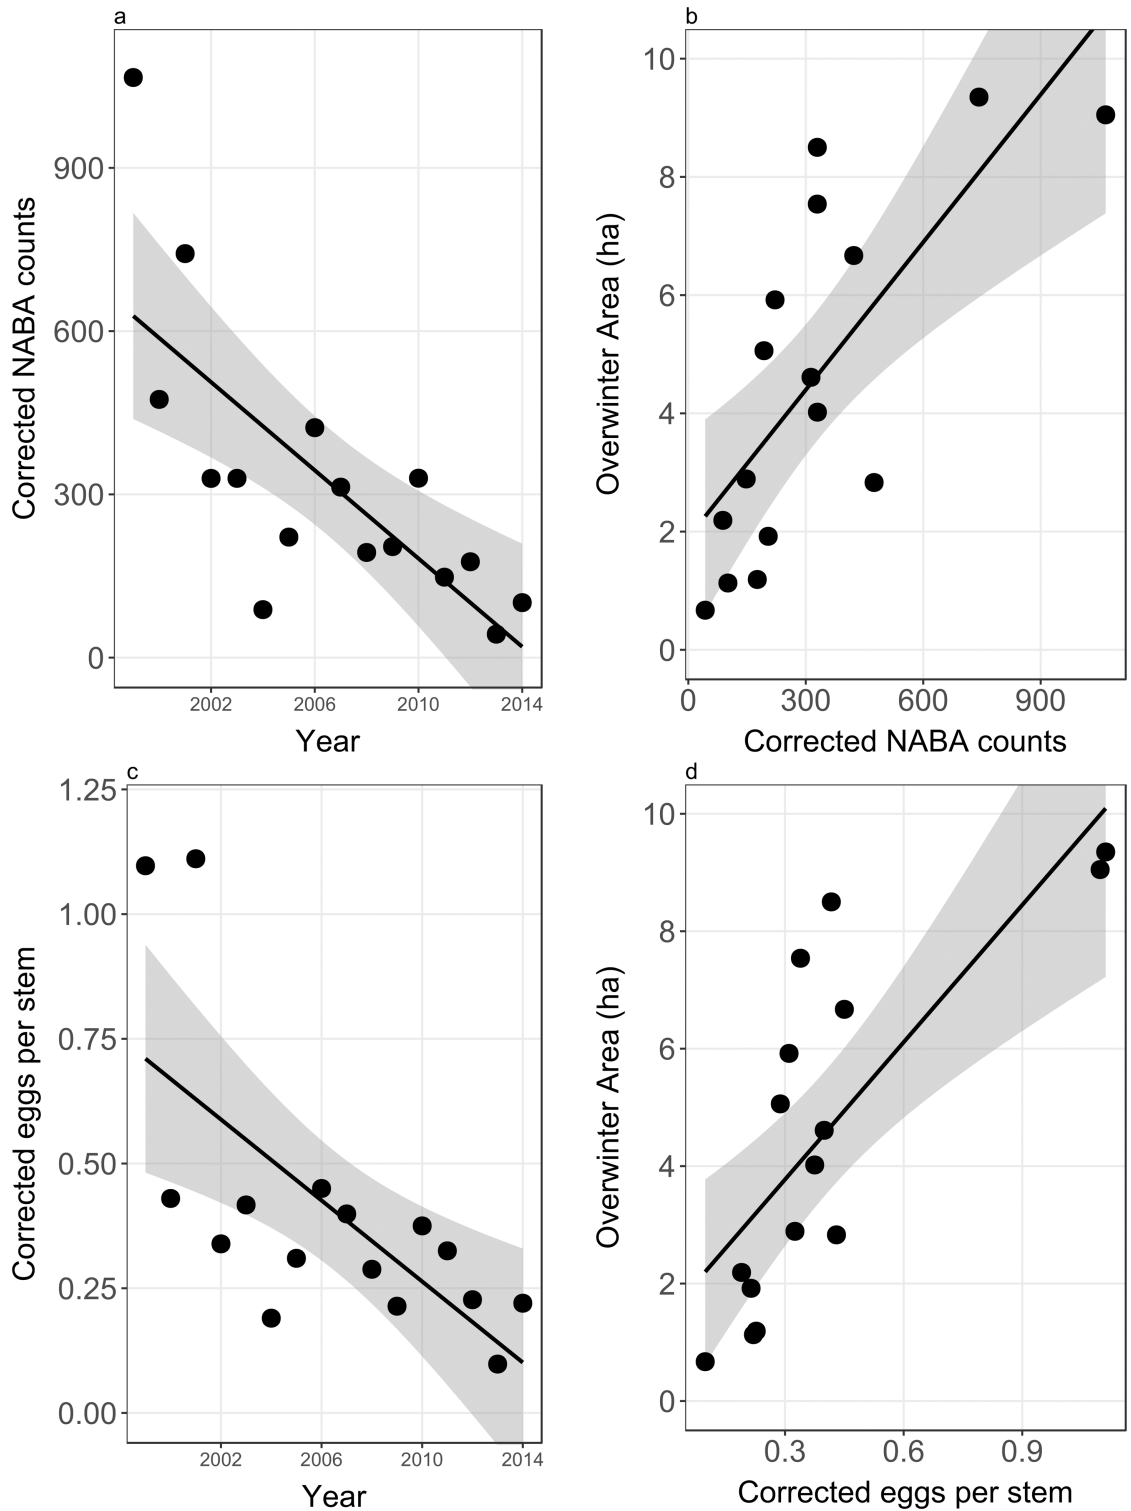 a
Corrected NABA counts
900
600
300
0
2002 2006 2010 2014
Year
b
Overwinter Area (ha)
10
8
6
4
2
0
0 300 600 900
Corrected NABA counts
c
Corrected eggs per stem
1.25
1.00
0.75
0.50
0.25
0.00
2002 2006 2010 2014
Year
d
Overwinter Area (ha)
10
8
6
4
2
0
0.3 0.6 0.9
Corrected eggs per stem